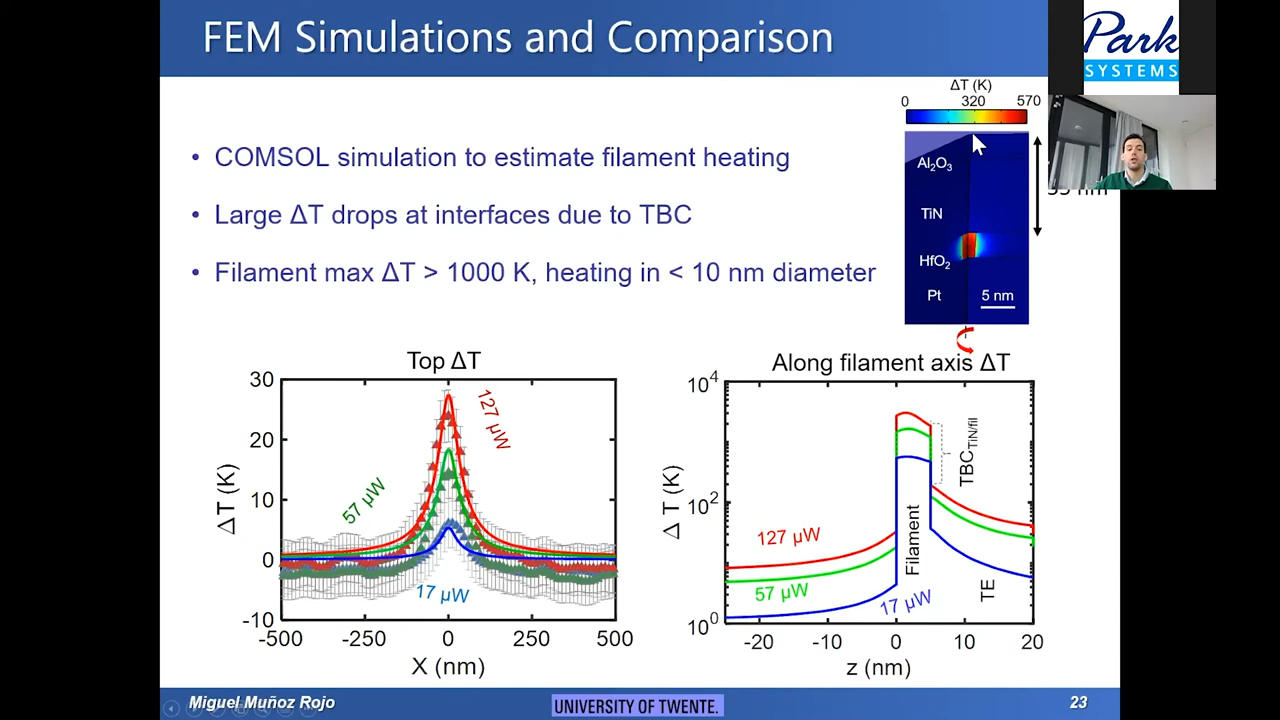 FEM Simulations and Comparison
Park
SYSTEMS
• COMSOL simulation to estimate filament heating
• Large ΔT drops at interfaces due to TBC
• Filament max ΔT > 1000 K, heating in < 10 nm diameter
ΔT (K)
0 320 570
Al₂O₃
TiN
HfO₂
Pt
5 nm
nm
Top ΔT
30
20
10
0
-10
ΔT (K)
127 µW
57 µW
17 µW
-500 -250 0 250 500
X (nm)
Along filament axis ΔT
10⁴
10²
10⁰
Δ T (K)
127 µW
57 µW
17 µW
Filament
TBC TiN/fil
TE
-20 -10 0 10 20
z (nm)
Miguel Muñoz Rojo
UNIVERSITY OF TWENTE.
23